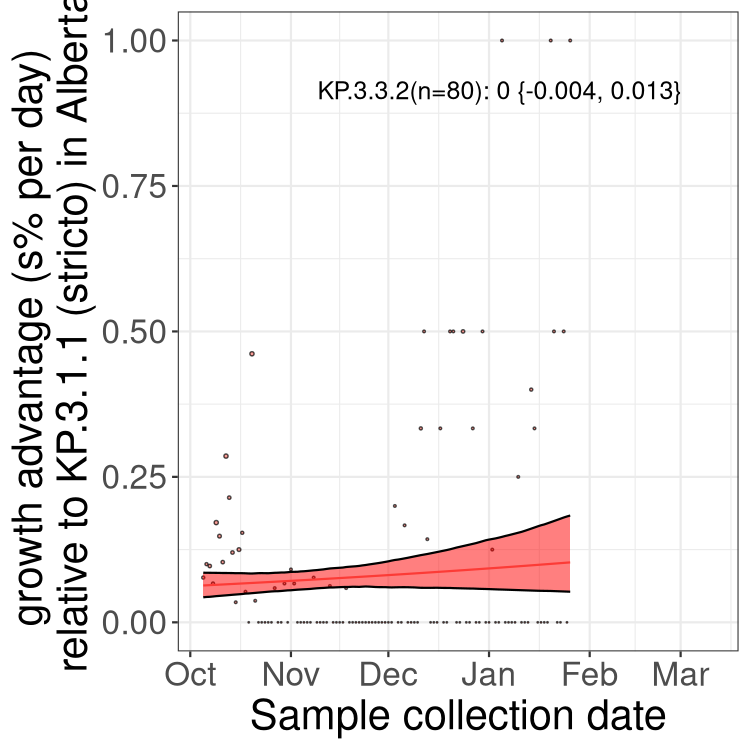 growth advantage (s% per day)
relative to KP.3.1.1 (stricto) in Alberta
1.00
KP.3.3.2(n=80): 0 {-0.004, 0.013}
0.75
0.50
0.25
0.00
Oct Nov Dec Jan Feb Mar
Sample collection date